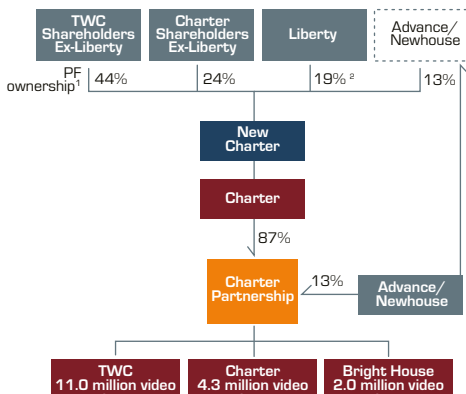 TWC
Shareholders
Ex-Liberty
Charter
Shareholders
Ex-Liberty
Liberty
Advance/
Newhouse
PF
ownership¹
44%
24%
19% ²
13%
New
Charter
Charter
87%
Charter
Partnership
13%
Advance/
Newhouse
TWC
11.0 million video
Charter
4.3 million video
Bright House
2.0 million video